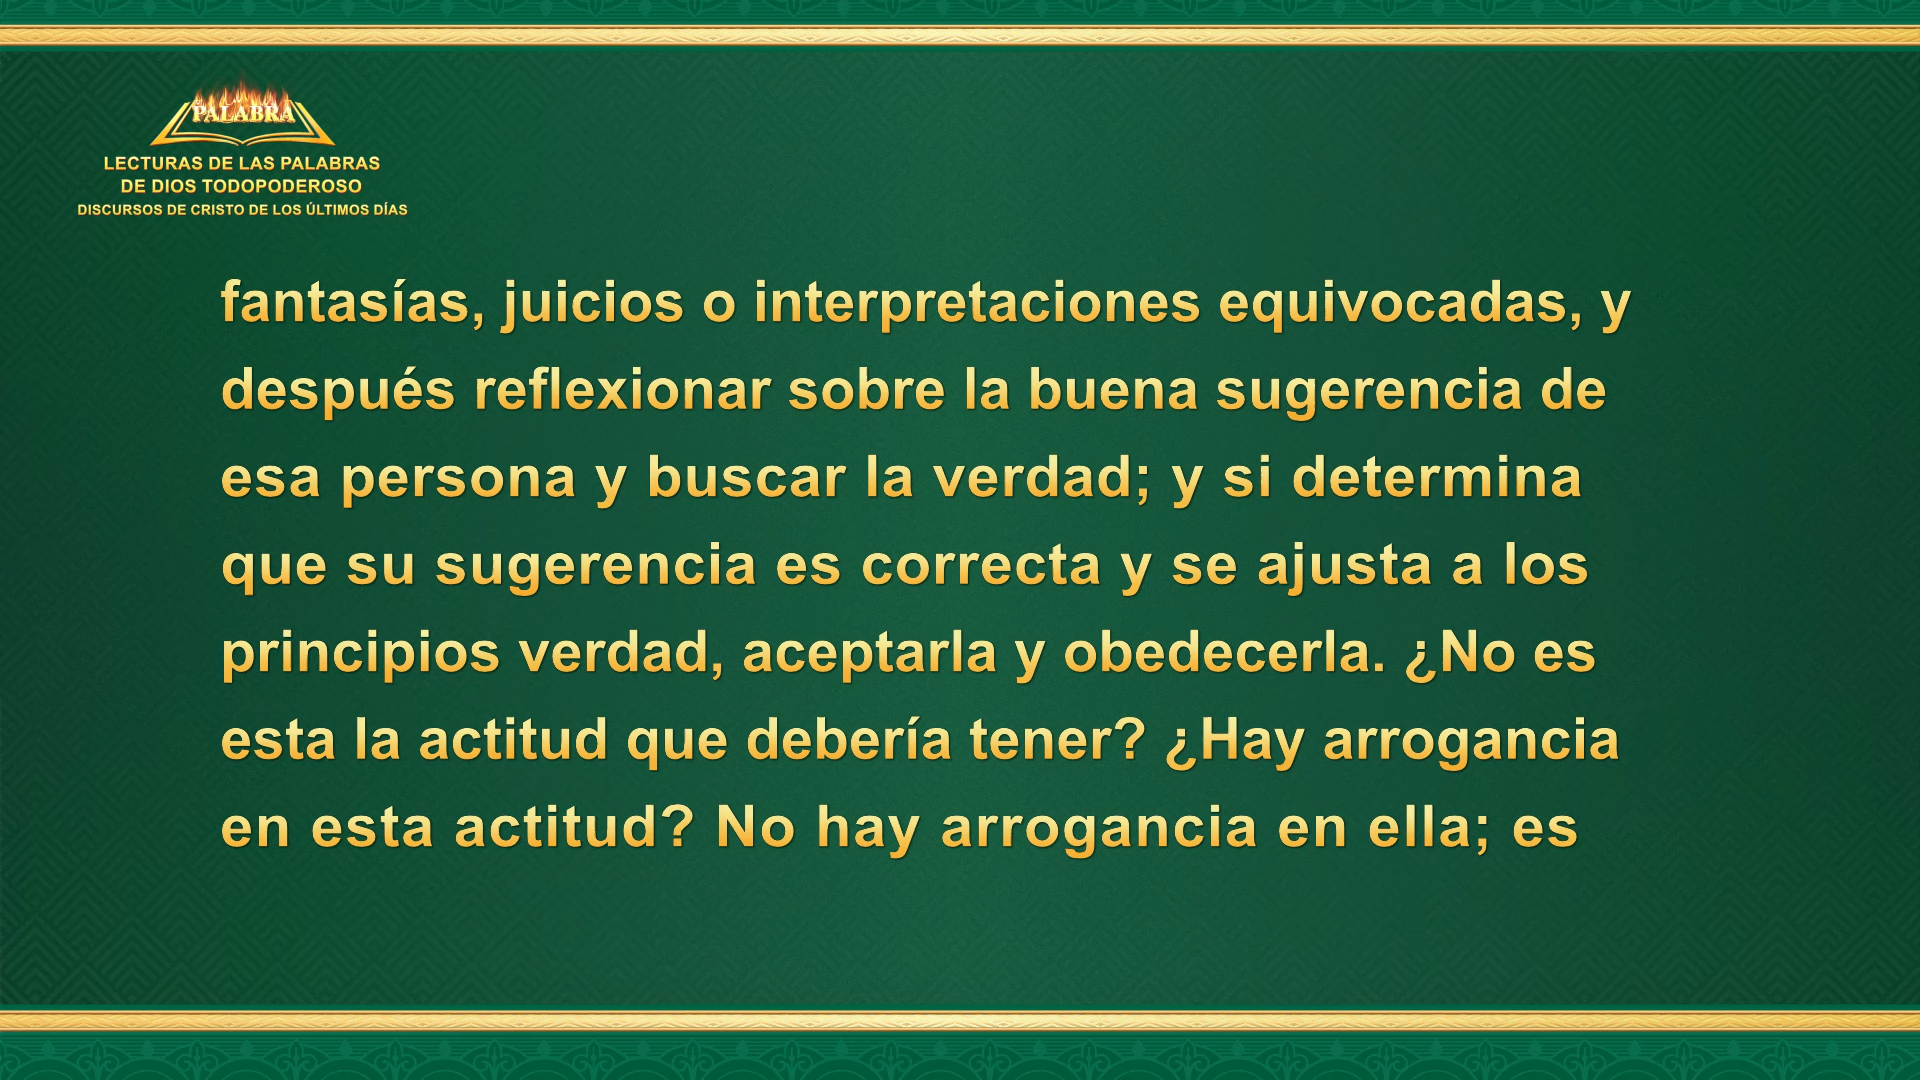 PALABRA
LECTURAS DE LAS PALABRAS
DE DIOS TODOPODEROSO
DISCURSOS DE CRISTO DE LOS ÚLTIMOS DÍAS
fantasías, juicios o interpretaciones equivocadas, y
después reflexionar sobre la buena sugerencia de
esa persona y buscar la verdad; y si determina
que su sugerencia es correcta y se ajusta a los
principios verdad, aceptarla y obedecerla. ¿No es
esta la actitud que debería tener? ¿Hay arrogancia
en esta actitud? No hay arrogancia en ella; es